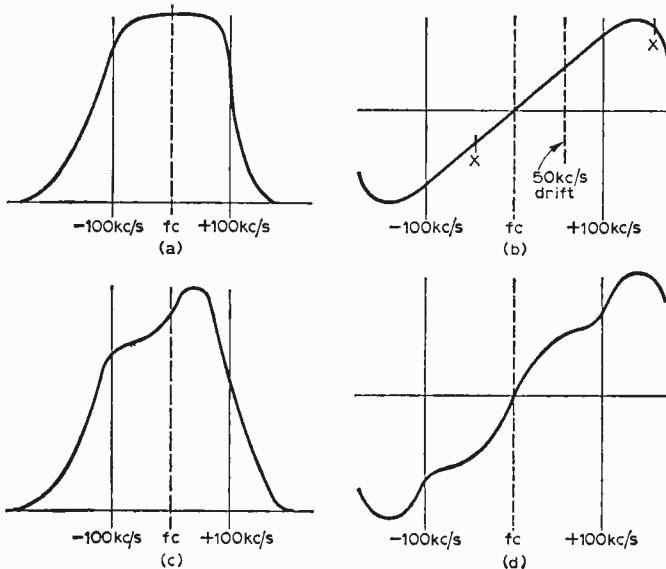 X
X
50kc/s
drift
-100kc/s fc +100kc/s
(a)
-100kc/s fc +100kc/s
(b)
-100kc/s fc +100kc/s
(c)
-100kc/s fc +100kc/s
(d)